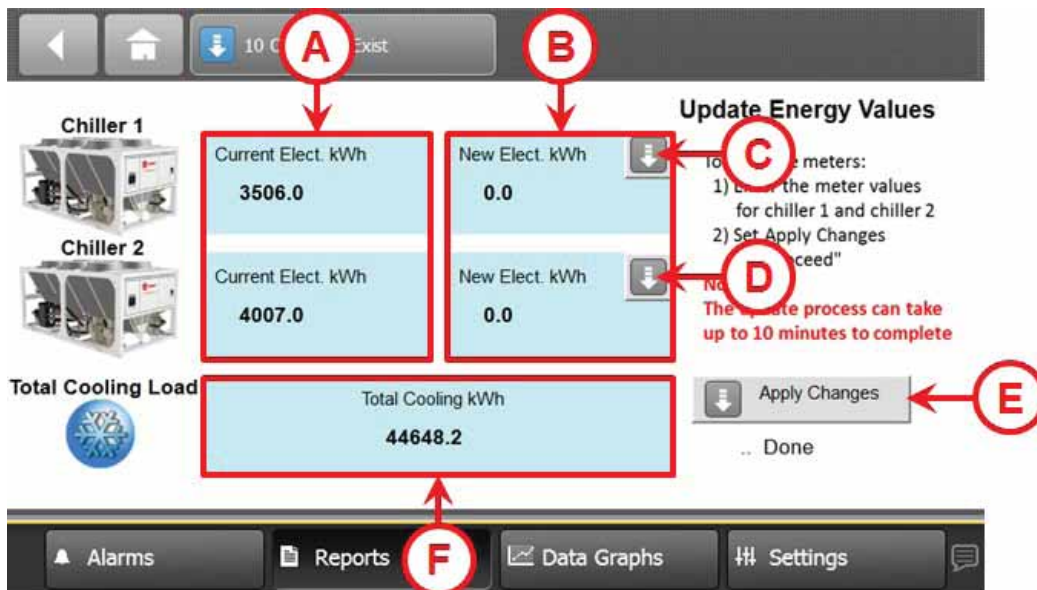 10 Exist
A
B
Update Energy Values
Chiller 1
Current Elect. kWh
3506.0
New Elect. kWh
0.0
C
meters:
1) the meter values
for chiller 1 and chiller 2
Chiller 2
Current Elect. kWh
4007.0
New Elect. kWh
0.0
D
2) Set Apply Changes
The process can take
up to 10 minutes to complete
Total Cooling Load
Total Cooling kWh
44648.2
Apply Changes
E
.. Done
Alarms
Reports
F
Data Graphs
Settings